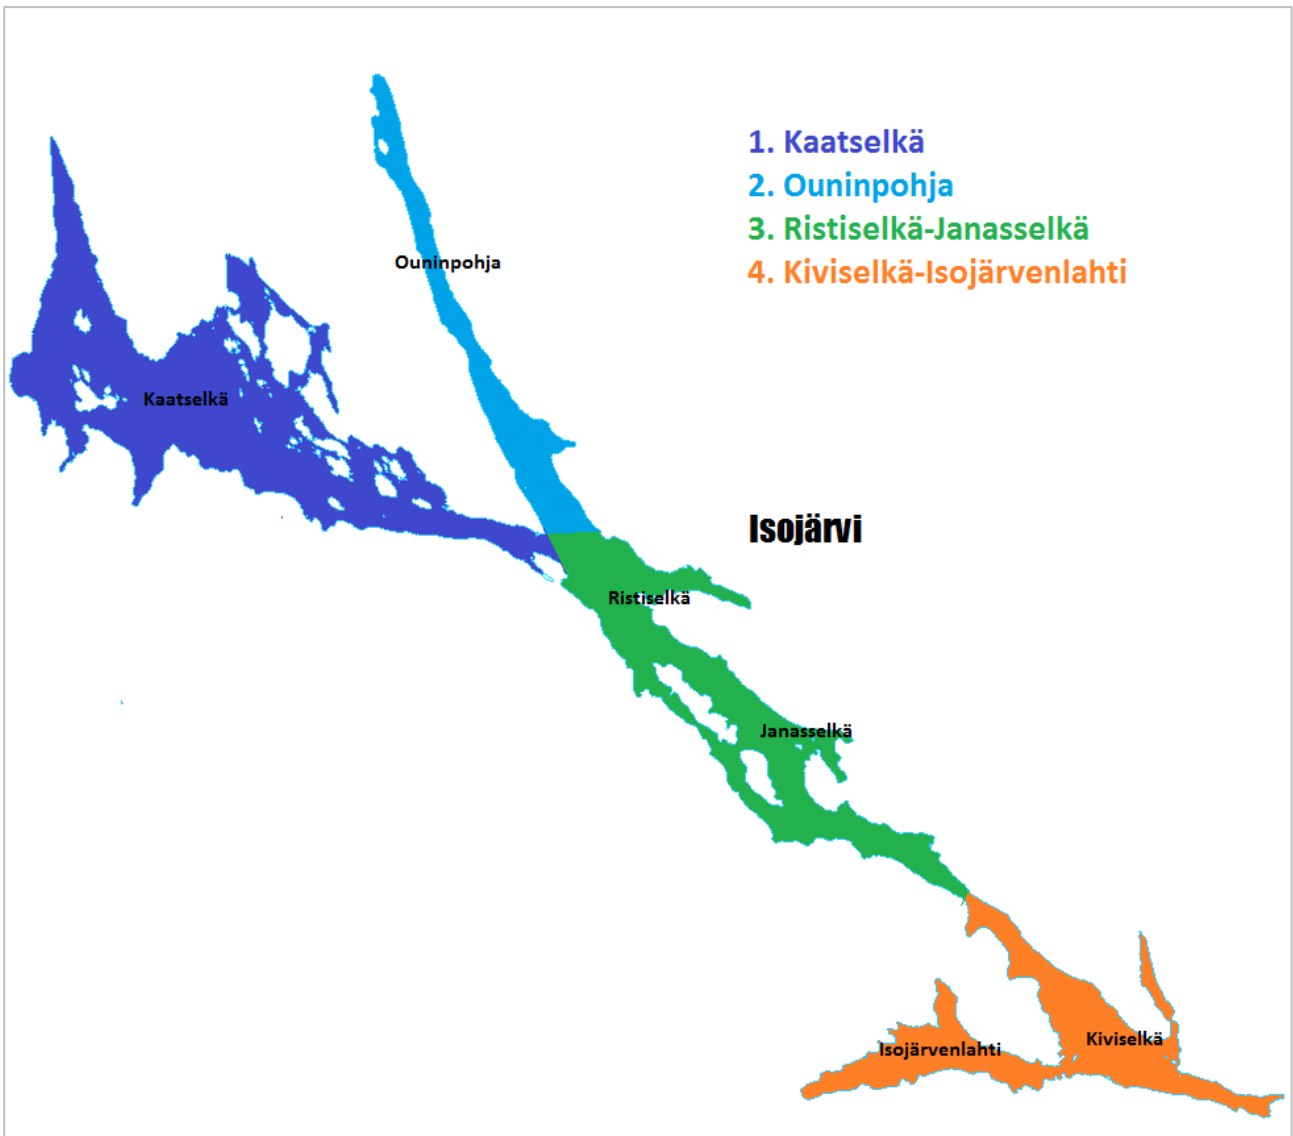 1. Kaatselkä
2. Ouninpohja
3. Ristiselkä-Janasselkä
4. Kiviselkä-Isojärvenlahti
Ouninpohja
Kaatselkä
Isojärvi
Ristiselkä
Janasselkä
Kiviselkä
Isojärvenlahti